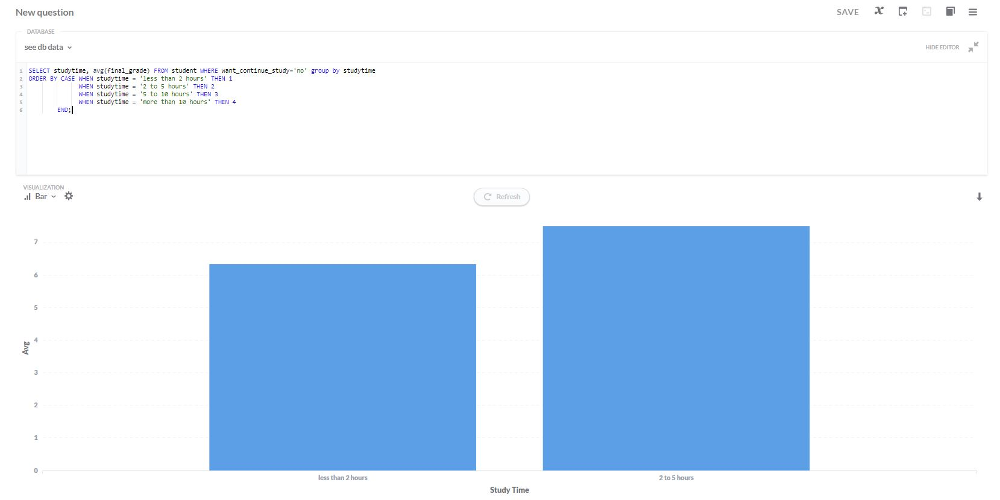 New question
SAVE
DATABASE
see db data
HIDE EDITOR
1 SELECT studytime, avg(final_grade) FROM student WHERE want_continue_study='no' group by studytime
2 ORDER BY CASE WHEN studytime = 'less than 2 hours' THEN 1
3 WHEN studytime = '2 to 5 hours' THEN 2
4 WHEN studytime = '5 to 10 hours' THEN 3
5 WHEN studytime = 'more than 10 hours' THEN 4
6 END;
VISUALIZATION
Bar
Refresh
7
6
5
4
3
2
1
0
Avg
less than 2 hours
2 to 5 hours
Study Time